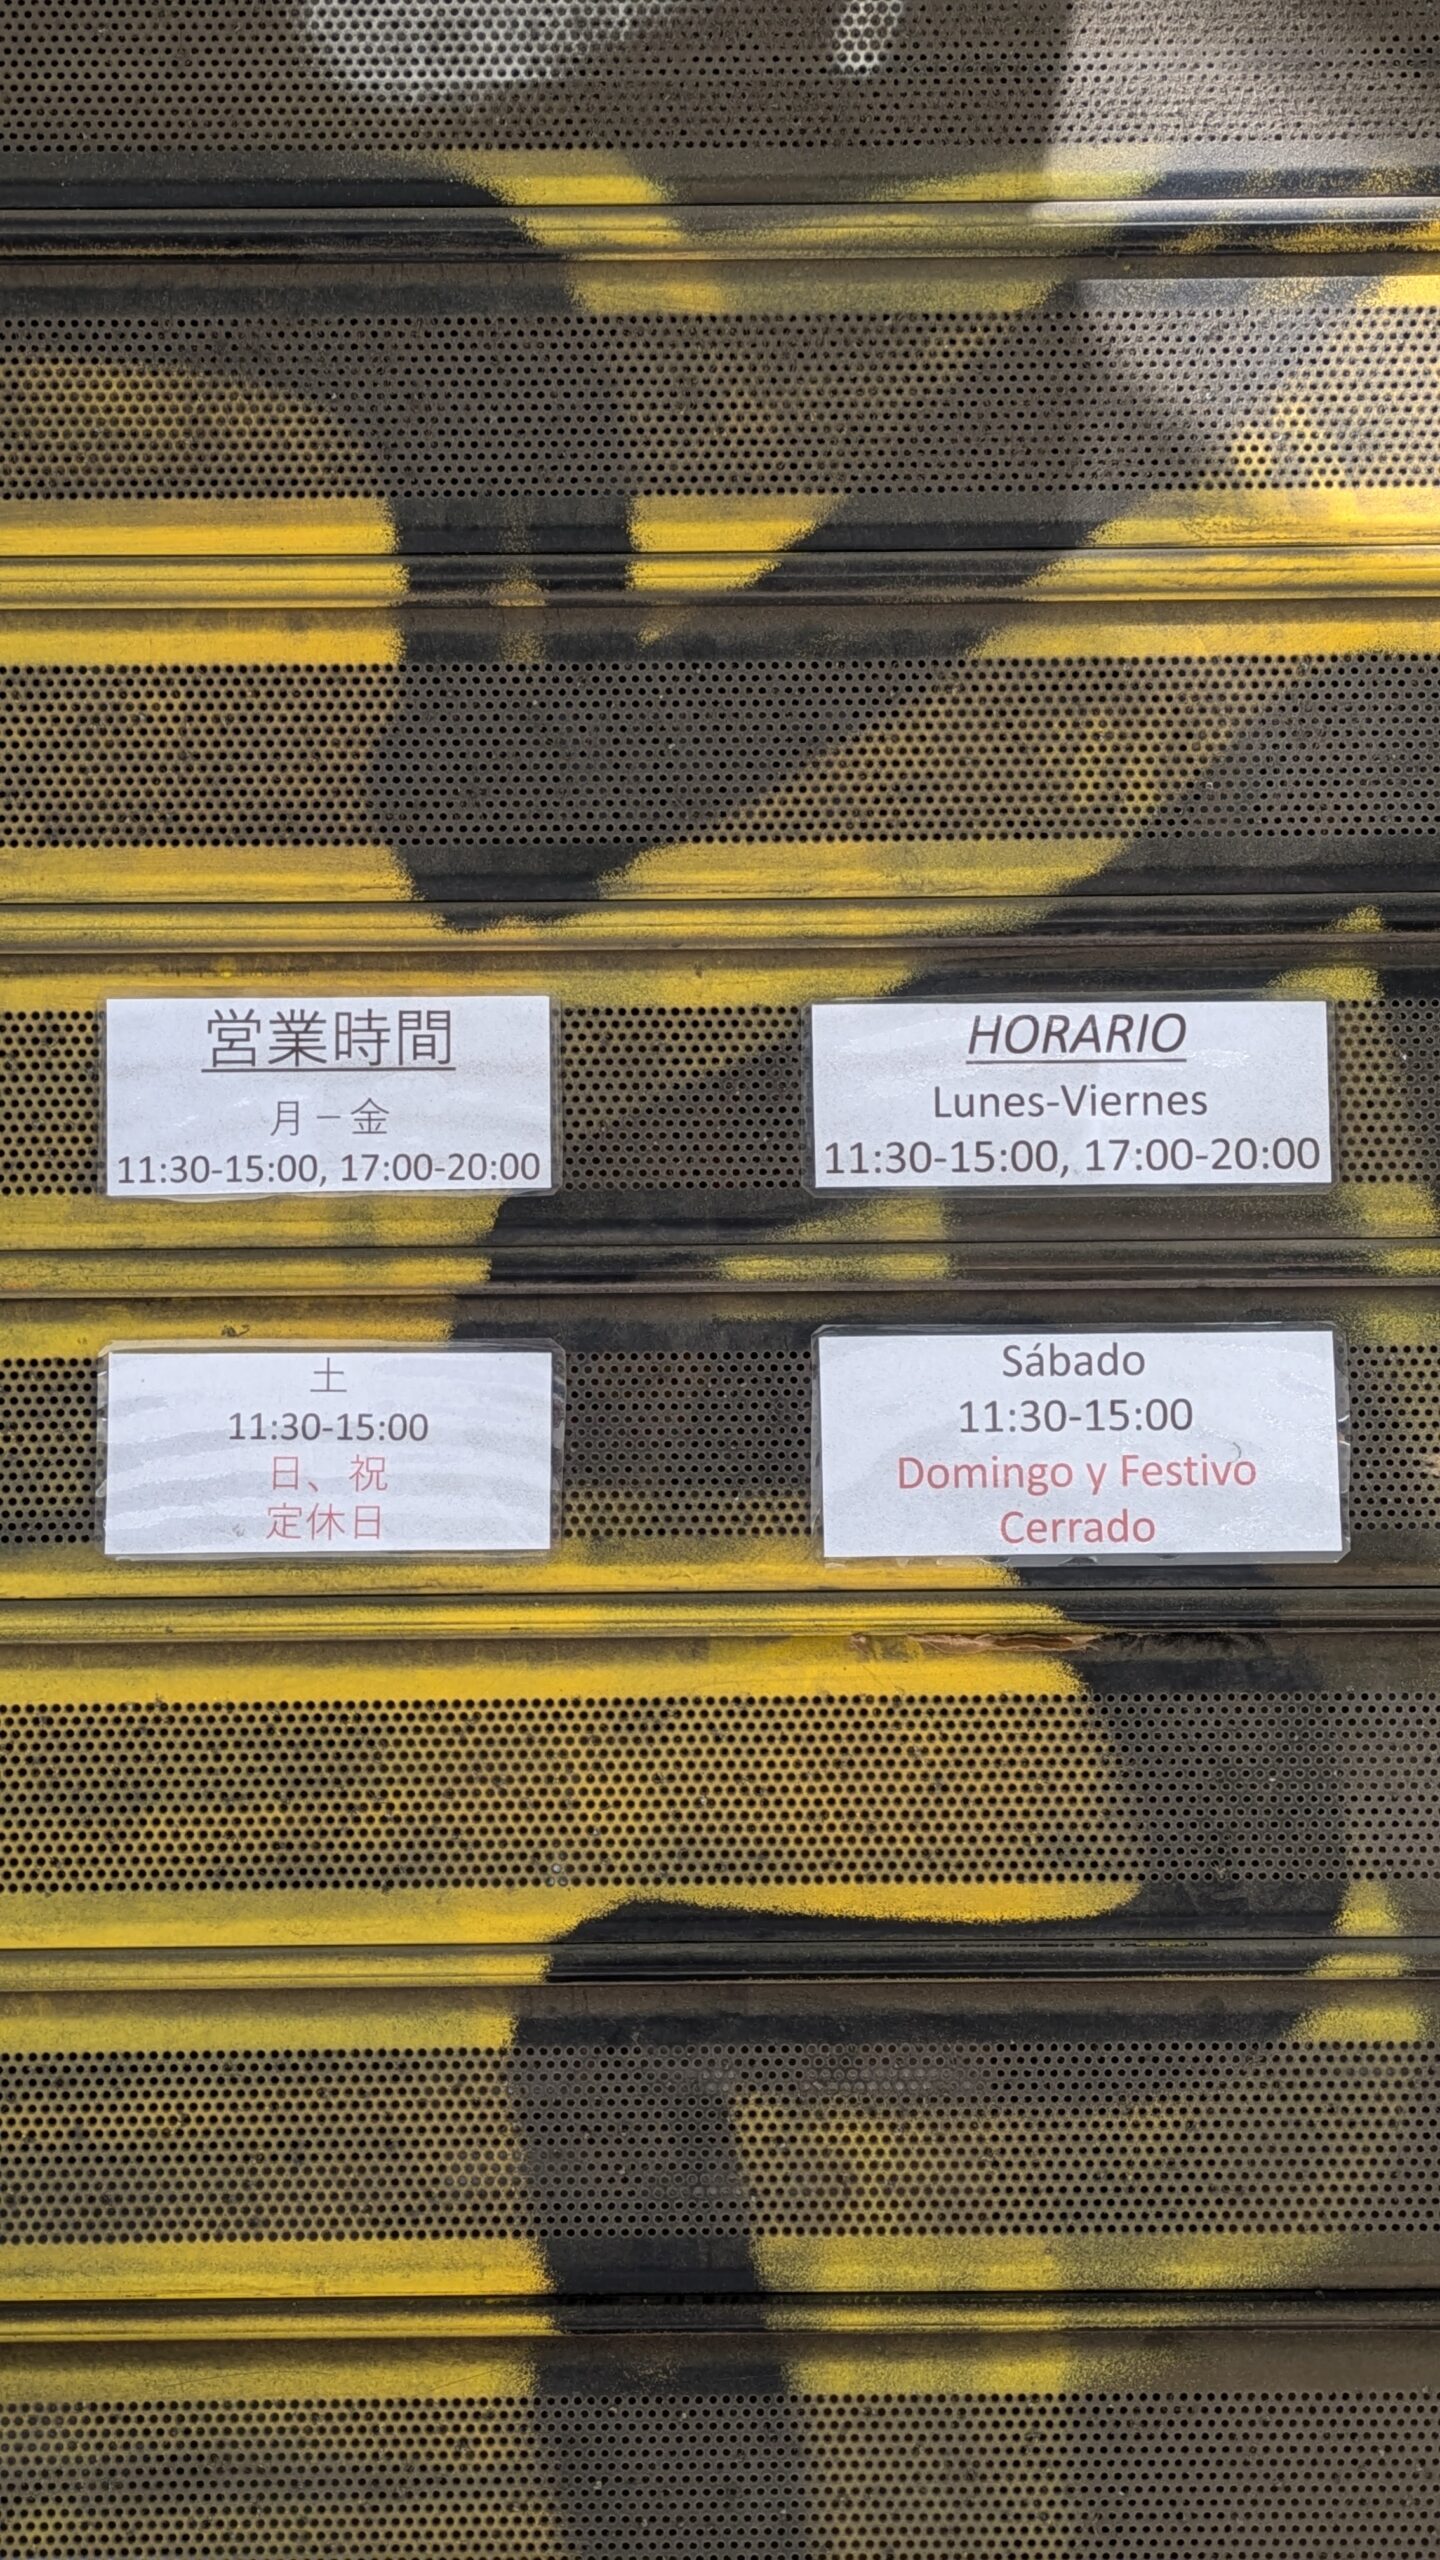 営業時間
月－金
11:30-15:00, 17:00-20:00
土
11:30-15:00
日、祝
定休日
HORARIO
Lunes-Viernes
11:30-15:00, 17:00-20:00
Sábado
11:30-15:00
Domingo y Festivo
Cerrado